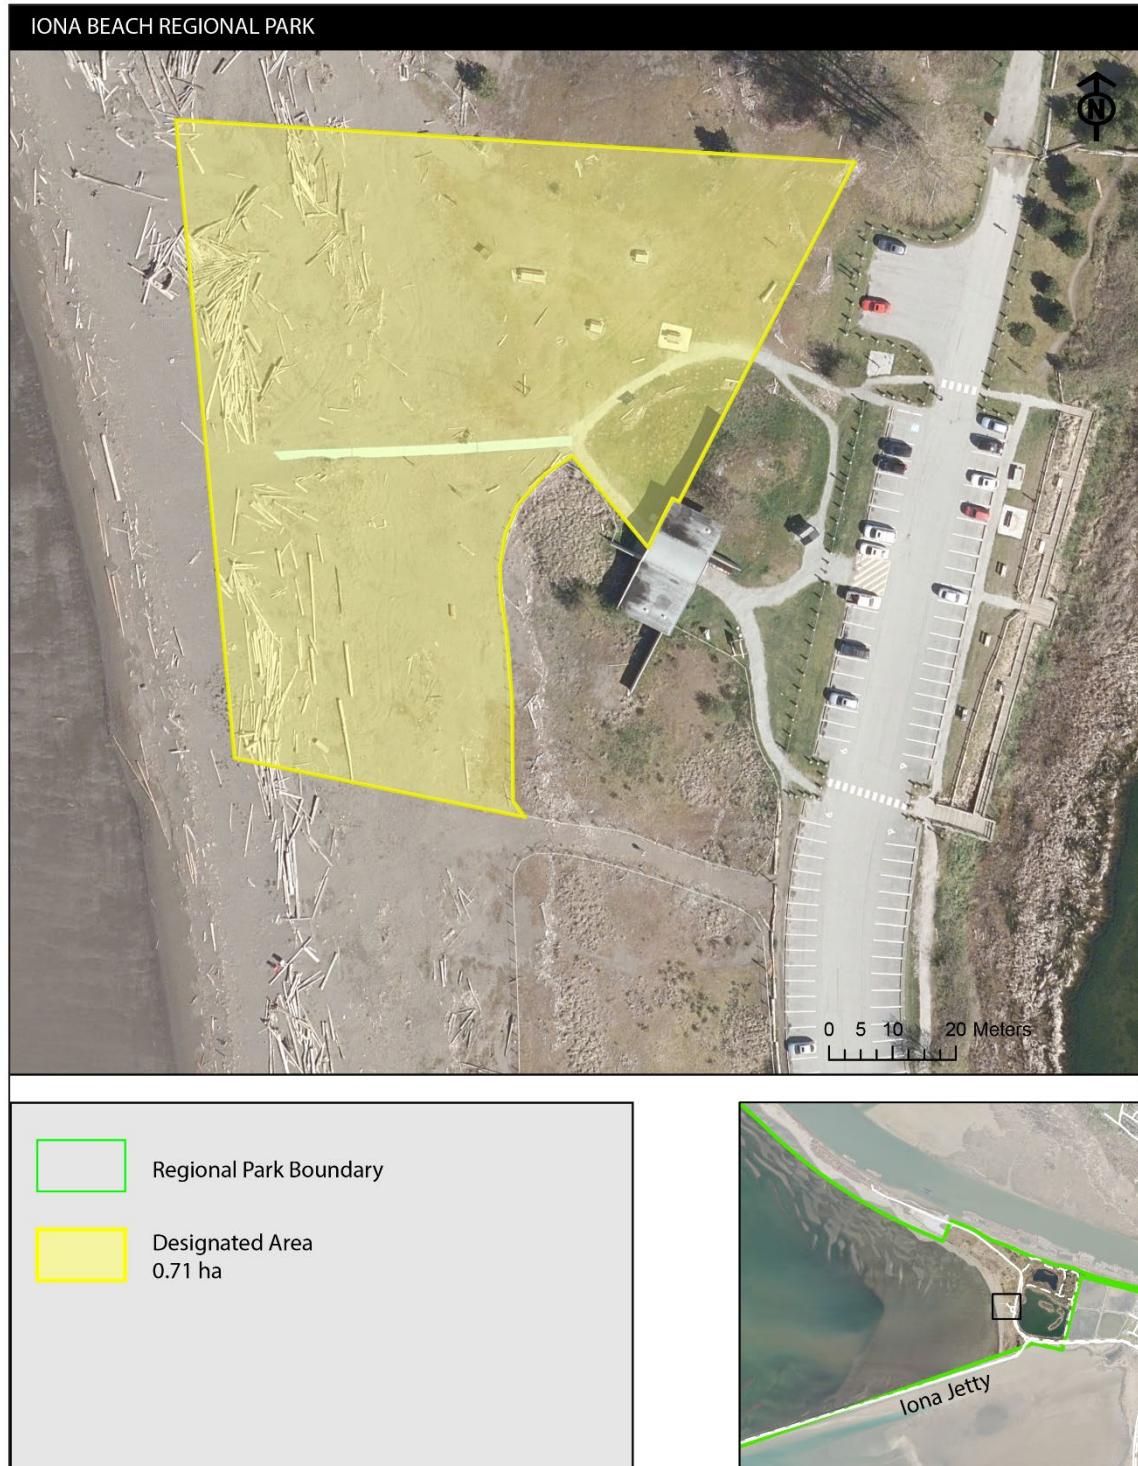 IONA BEACH REGIONAL PARK
N
0 5 10 20 Meters
Regional Park Boundary
Designated Area
0.71 ha
Iona Jetty